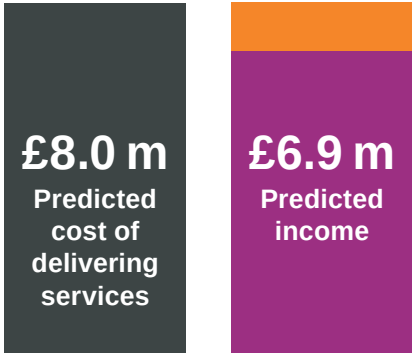 £8.0 m
Predicted
cost of
delivering
services
£6.9 m
Predicted
income